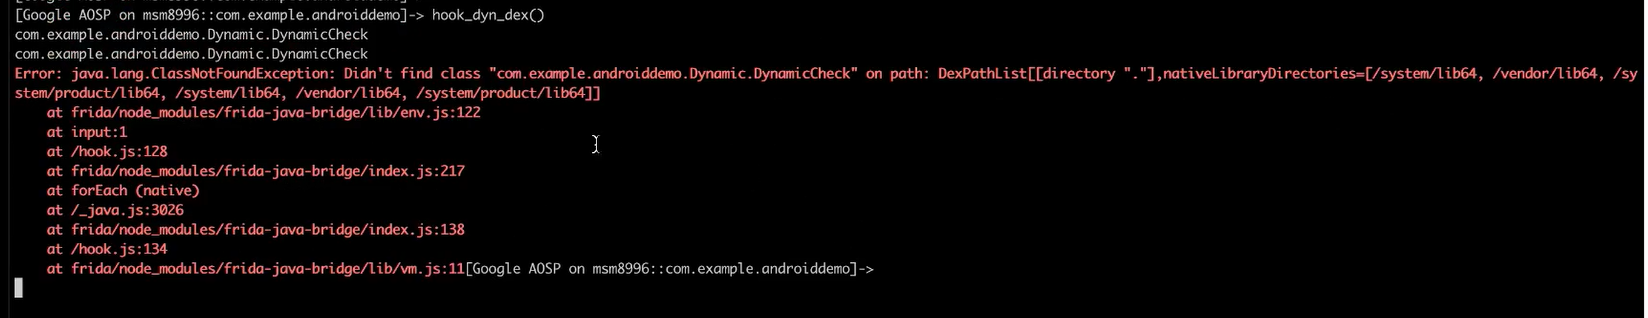 [Google AOSP on msm8996::com.example.androiddemo]-> hook_dyn_dex()
com.example.androiddemo.Dynamic.DynamicCheck
com.example.androiddemo.Dynamic.DynamicCheck
Error: java.lang.ClassNotFoundException: Didn't find class "com.example.androiddemo.Dynamic.DynamicCheck" on path: DexPathList[[directory "."],nativeLibraryDirectories=[/system/lib64, /vendor/lib64, /sy
stem/product/lib64, /system/lib64, /vendor/lib64, /system/product/lib64]]
    at frida/node_modules/frida-java-bridge/lib/env.js:122
    at input:1
    at /hook.js:128
    at frida/node_modules/frida-java-bridge/index.js:217
    at forEach (native)
    at /_java.js:3026
    at frida/node_modules/frida-java-bridge/index.js:138
    at /hook.js:134
    at frida/node_modules/frida-java-bridge/lib/vm.js:11[Google AOSP on msm8996::com.example.androiddemo]->